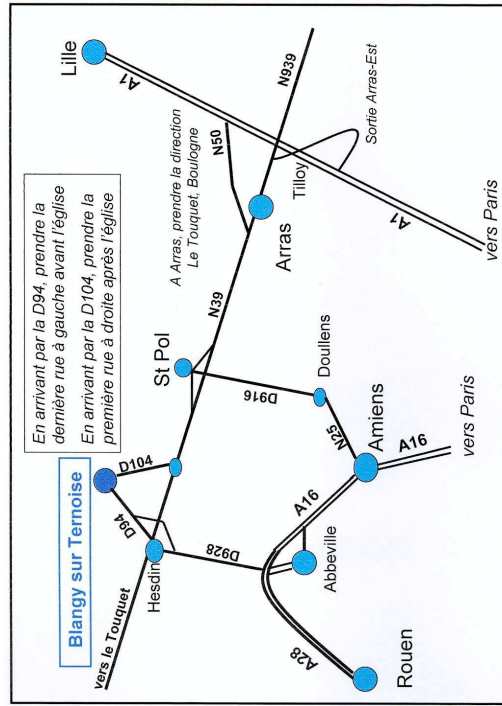 Lille
A1
N939
N50
A Arras, prendre la direction
Le Touquet, Boulogne
Tilloy
Sortie Arras-Est
A1
vers Paris
Arras
En arrivant par la D94, prendre la
dernière rue à gauche avant l'église
En arrivant par la D104, prendre la
première rue à droite après l'église
N39
St Pol
D916
Doullens
N25
Amiens
A16
vers Paris
Blangy sur Ternoise
D104
D94
Hesdin
vers le Touquet
D928
A16
Abbeville
A28
Rouen